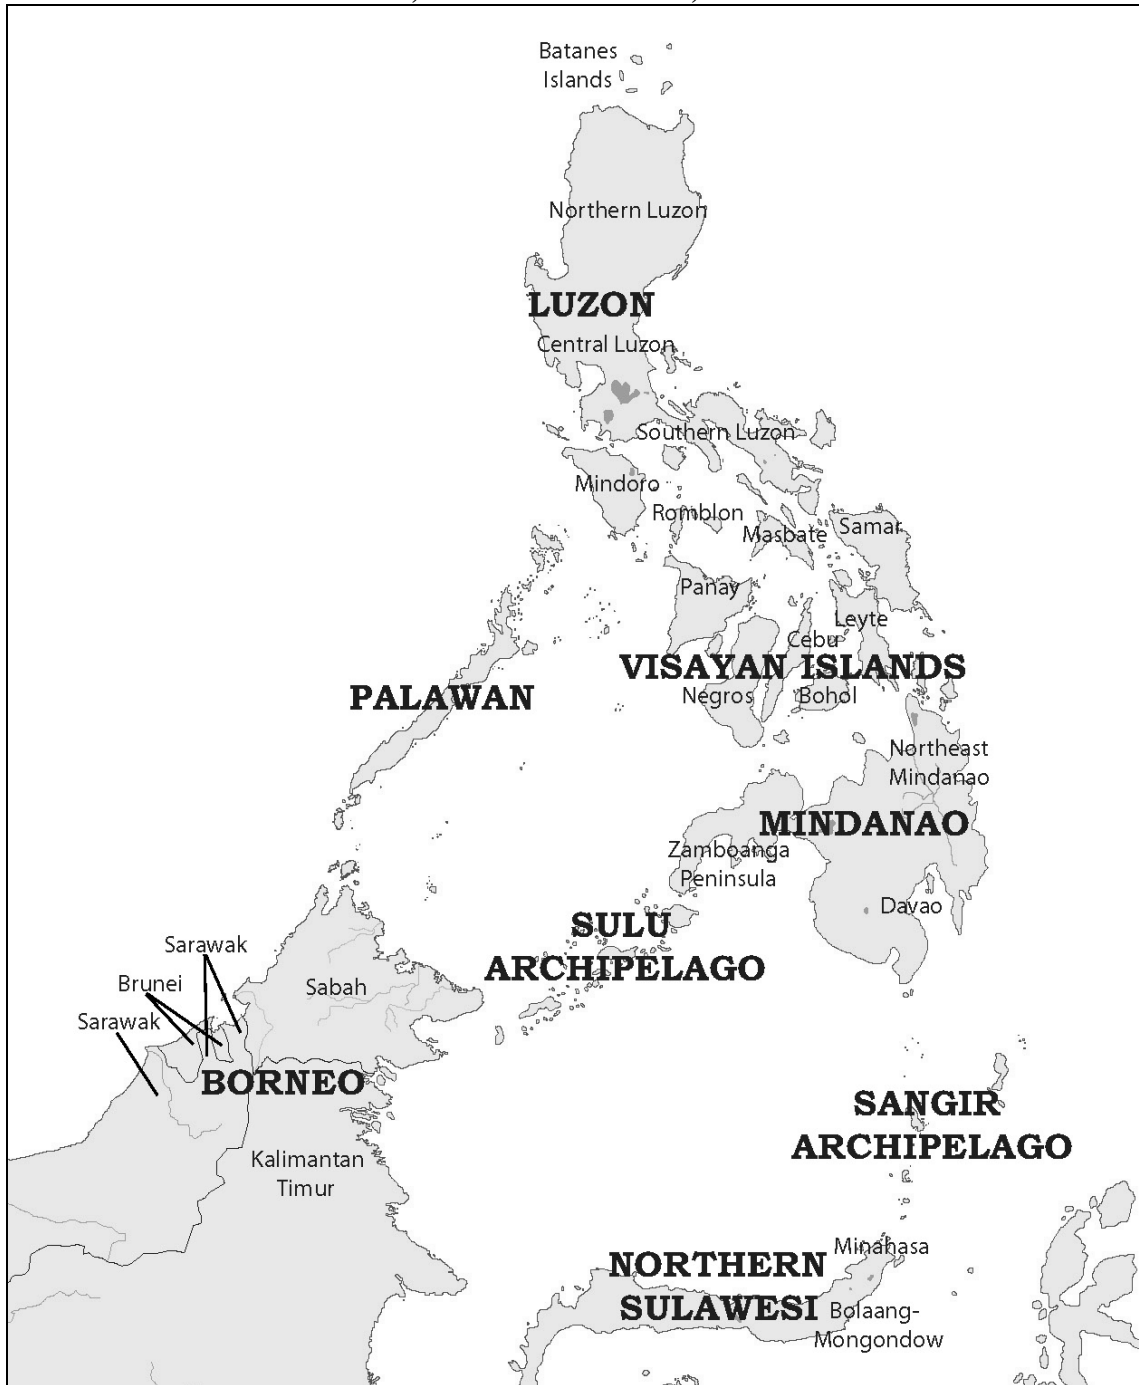 Batanes
Islands
Northern Luzon
LUZON
Central Luzon
Southern Luzon
Mindoro
Romblon
Masbate
Samar
Panay
Leyte
Cebu
VISAYAN ISLANDS
PALAWAN
Negros
Bohol
Northeast
Mindanao
MINDANAO
Zamboanga
Peninsula
Davao
SULU
ARCHIPELAGO
Sarawak
Brunei
Sabah
Sarawak
BORNEO
SANGIR
ARCHIPELAGO
Kalimantan
Timur
Minahasa
NORTHERN
SULAWESI
Bolaang-
Mongondow